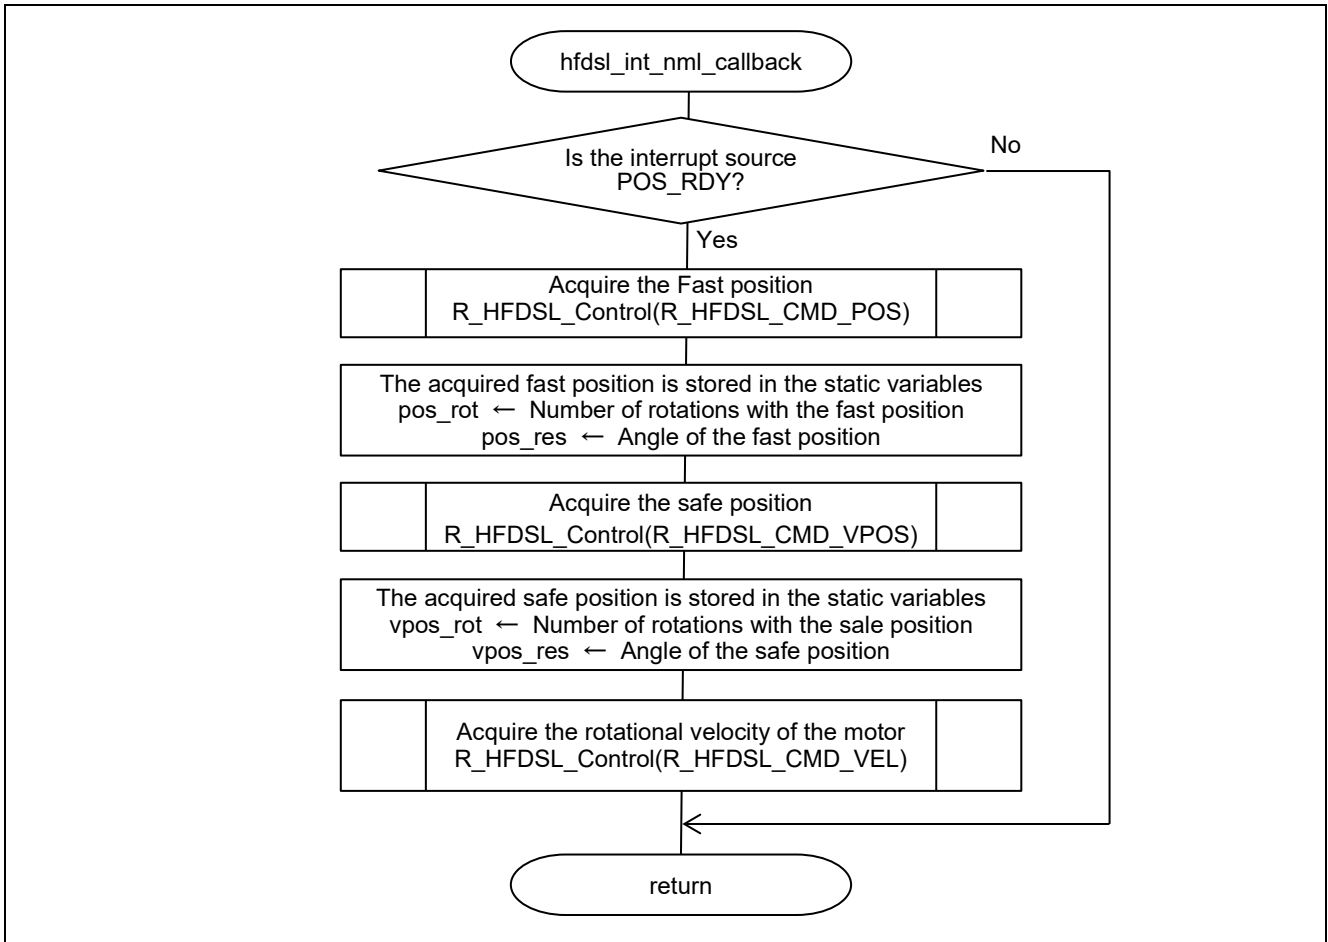 hfdsl_int_nml_callback
Is the interrupt source
POS_RDY?
No
Yes
Acquire the Fast position
R_HFDSL_Control(R_HFDSL_CMD_POS)
The acquired fast position is stored in the static variables
pos_rot ← Number of rotations with the fast position
pos_res ← Angle of the fast position
Acquire the safe position
R_HFDSL_Control(R_HFDSL_CMD_VPOS)
The acquired safe position is stored in the static variables
vpos_rot ← Number of rotations with the sale position
vpos_res ← Angle of the safe position
Acquire the rotational velocity of the motor
R_HFDSL_Control(R_HFDSL_CMD_VEL)
return